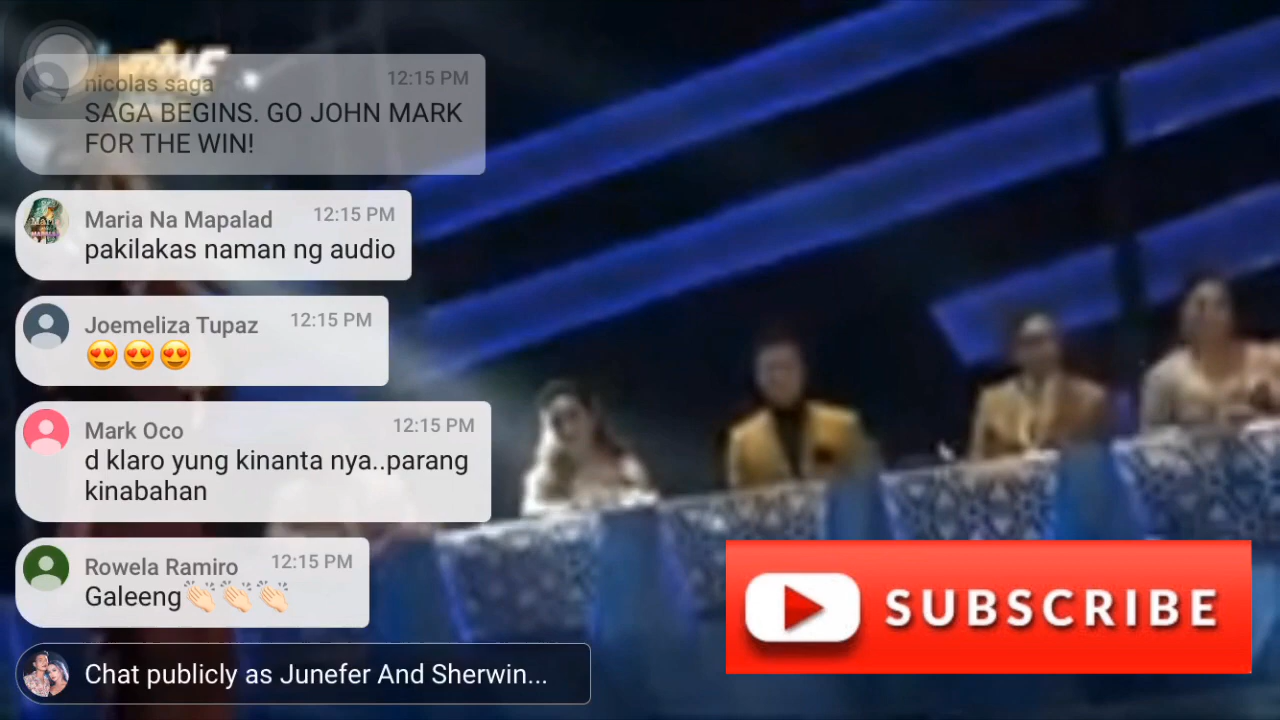 nicolas saga 12:15 PM
SAGA BEGINS. GO JOHN MARK
FOR THE WIN!
Maria Na Mapalad 12:15 PM
pakilakas naman ng audio
Joemeliza Tupaz 12:15 PM
😍😍😍
Mark Oco 12:15 PM
d klaro yung kinanta nya..parang
kinabahan
Rowela Ramiro 12:15 PM
Galeeng👏🏻👏🏻👏🏻
Chat publicly as Junefer And Sherwin...
SUBSCRIBE